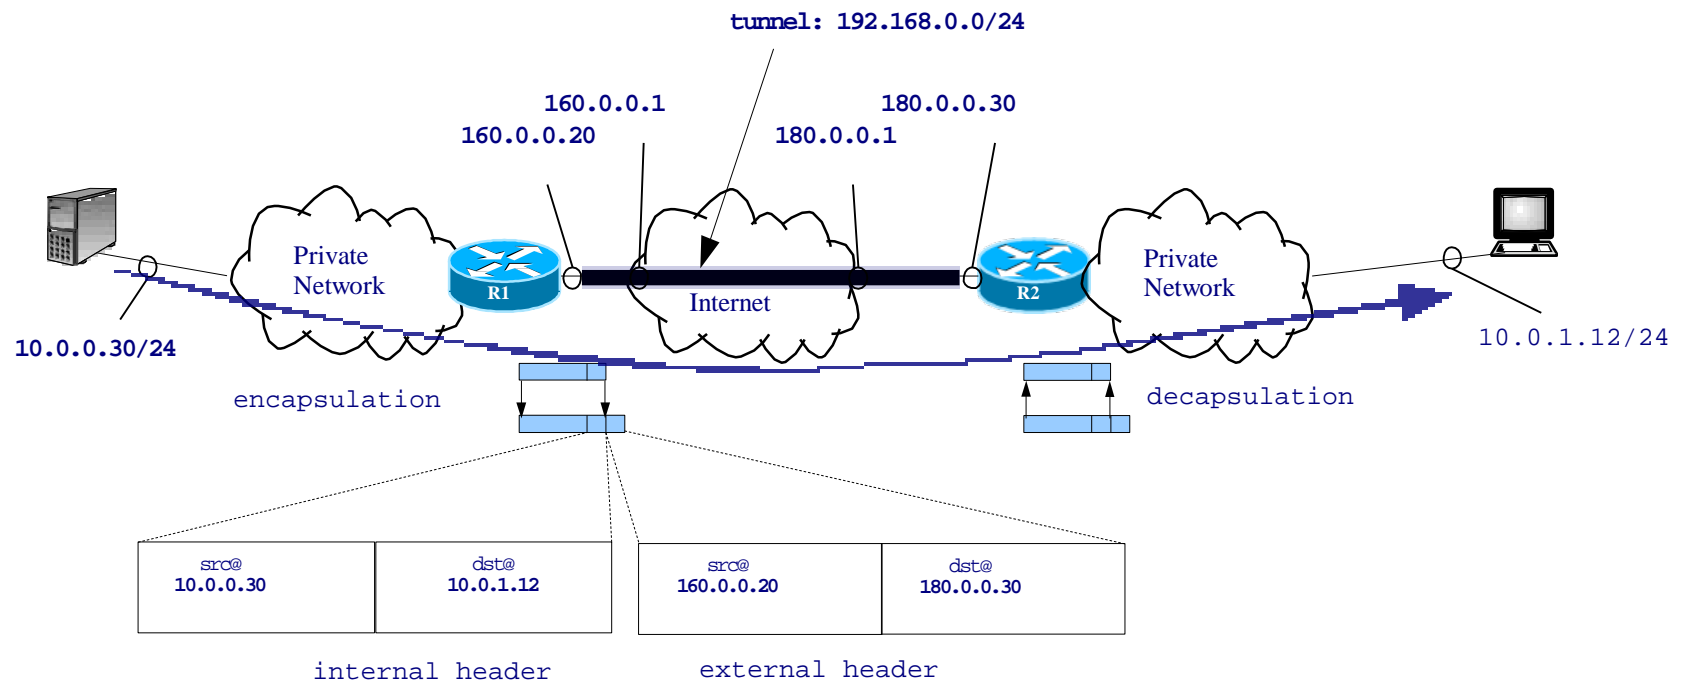 tunnel: 192.168.0.0/24
160.0.0.1
180.0.0.30
160.0.0.20
180.0.0.1
Private
Network
R1
Internet
R2
Private
Network
10.0.0.30/24
10.0.1.12/24
encapsulation
decapsulation
src@
10.0.0.30
dst@
10.0.1.12
src@
160.0.0.20
dst@
180.0.0.30
internal header
external header